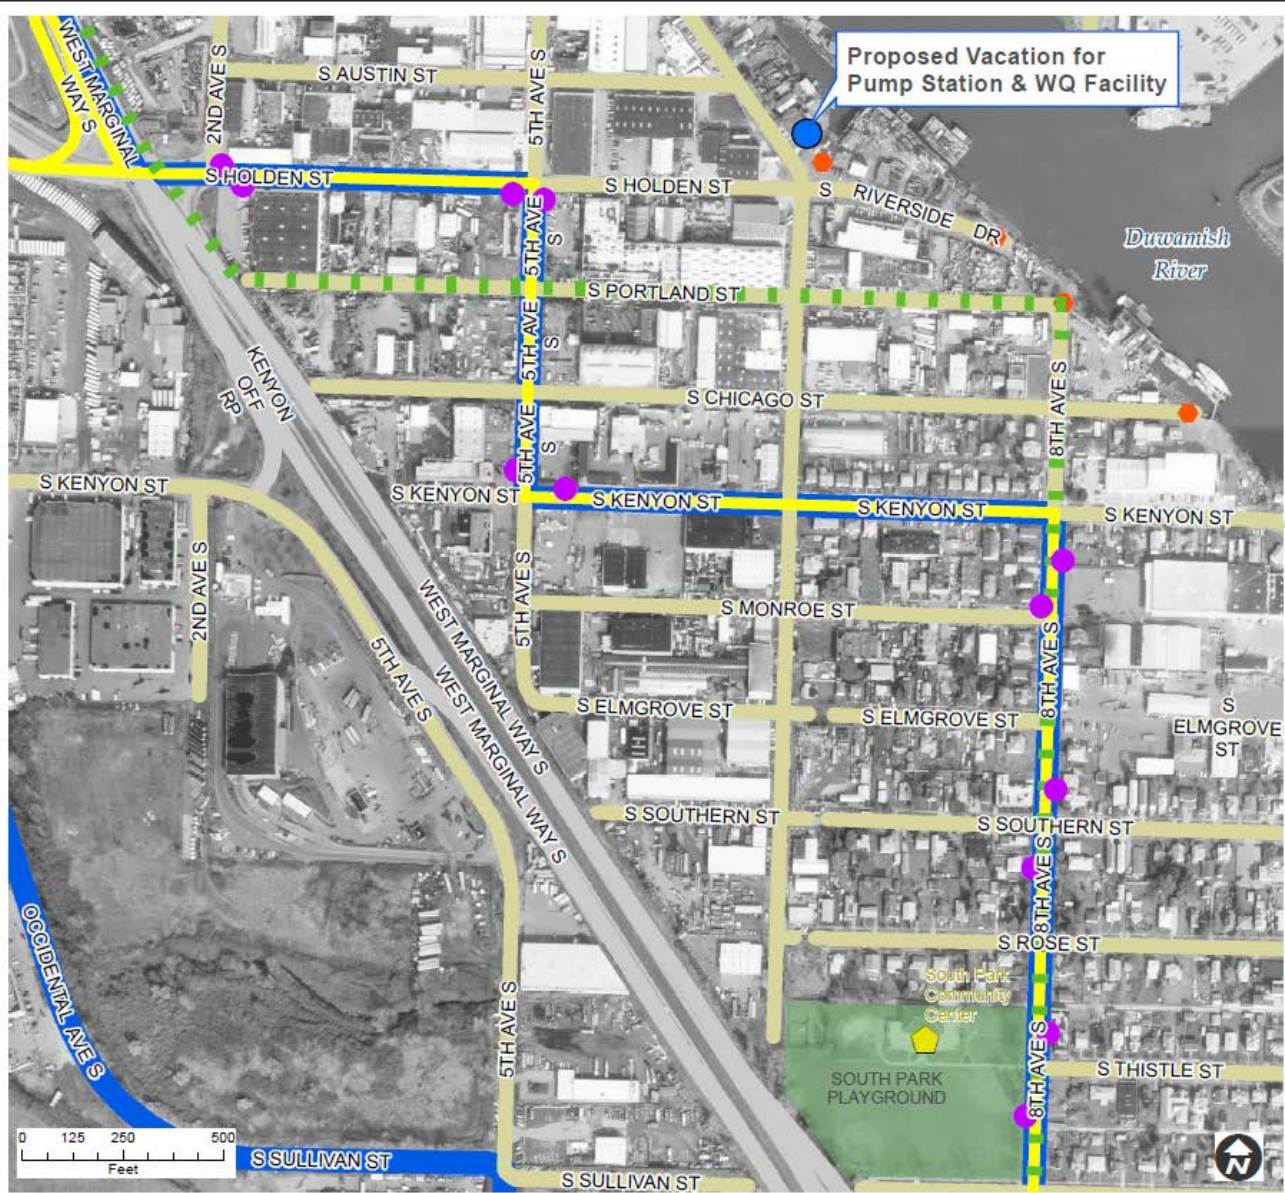 Proposed Vacation for
Pump Station & WQ Facility
WEST MARGINAL
WAY S
2ND AVE S
S AUSTIN ST
5TH AVE S
S HOLDEN ST
S HOLDEN ST
S RIVERSIDE DR
Duwamish
River
5TH AVE S
S PORTLAND ST
5TH AVE S
KENYON
OFF
RP
S CHICAGO ST
8TH AVE S
5TH AVE S
S KENYON ST
S KENYON ST
S KENYON ST
S KENYON ST
S KENYON ST
2ND AVE S
5TH AVE S
S MONROE ST
WEST MARGINAL WAY S
5TH AVE S
WEST MARGINAL WAY S
8TH AVE S
S ELMGROVE ST
S ELMGROVE ST
S
ELMGROVE
ST
S SOUTHERN ST
S SOUTHERN ST
8TH AVE S
S ROSE ST
OCCIDENTAL AVE S
5TH AVE S
South Park
Community
Center
SOUTH PARK
PLAYGROUND
8TH AVE S
S THISTLE ST
0 125 250 500
Feet
S SULLIVAN ST
S SULLIVAN ST
N